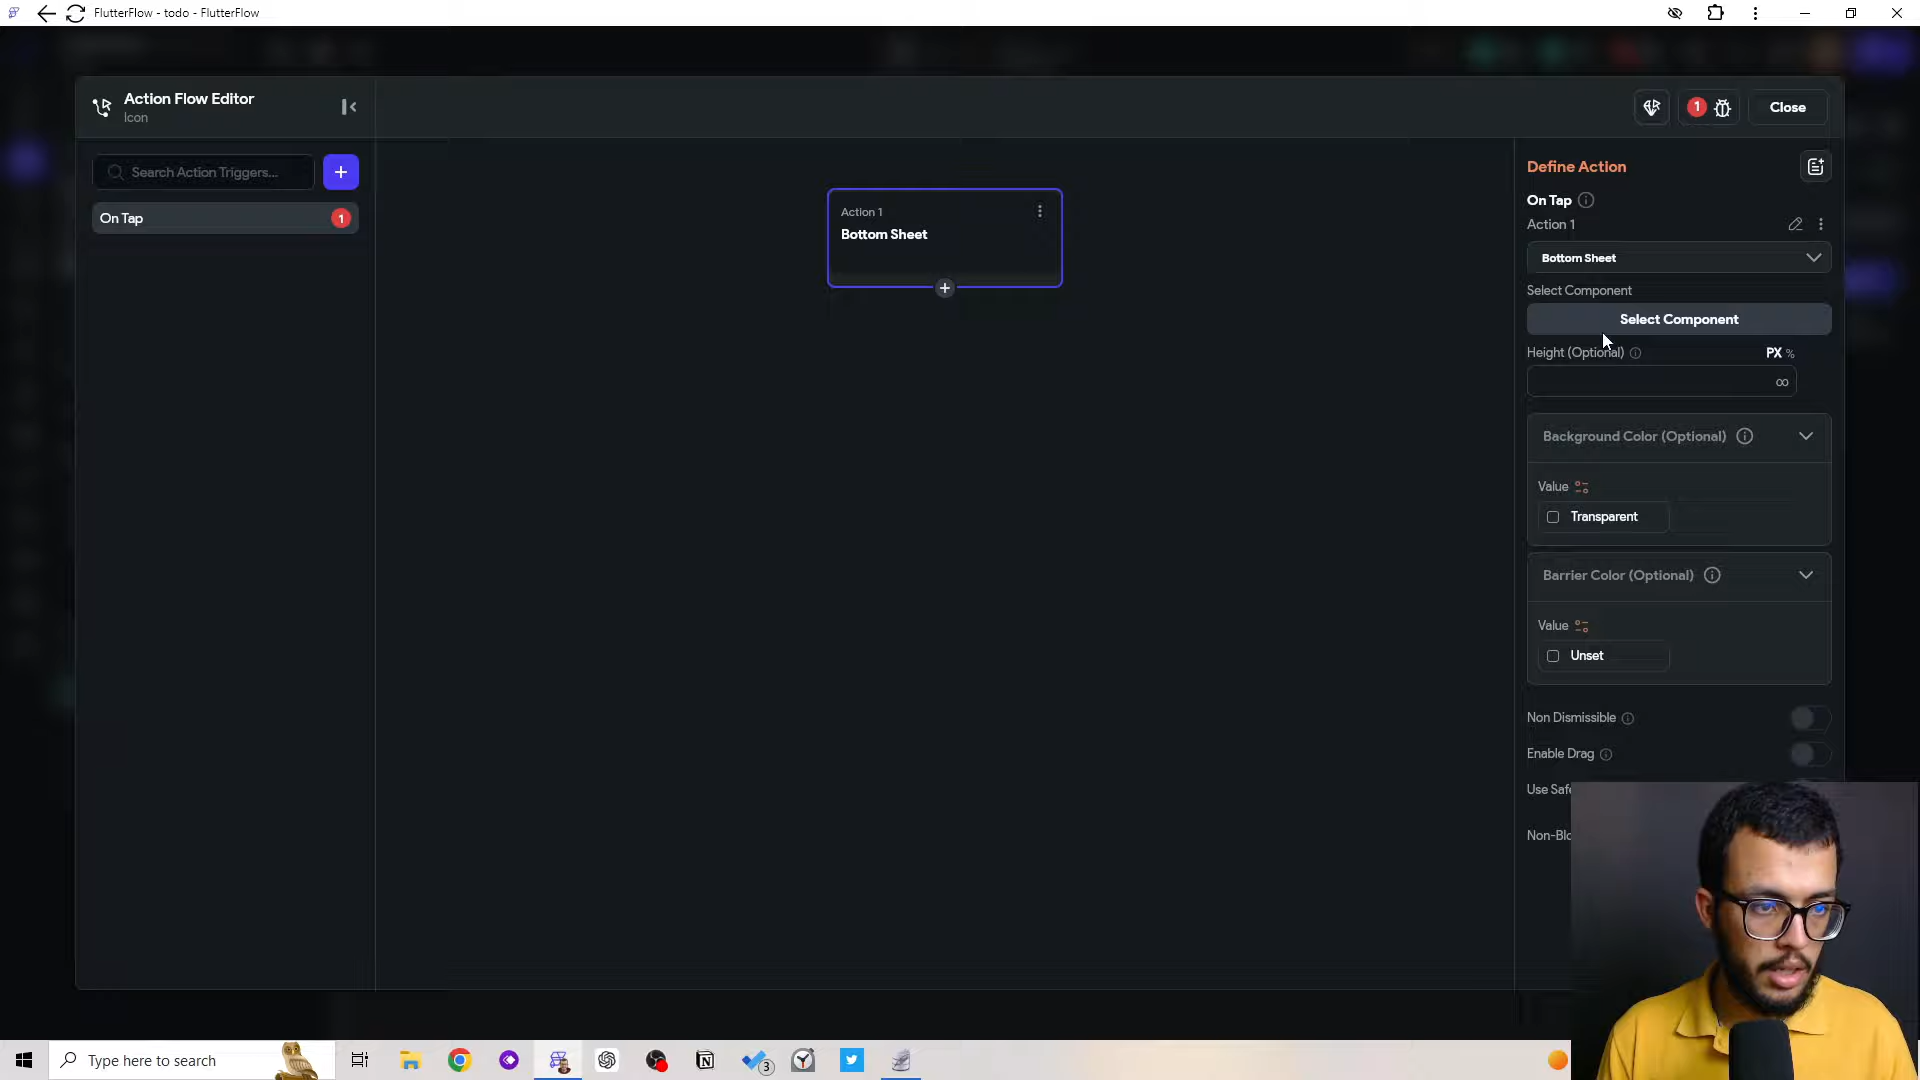 FlutterFlow - todo - FlutterFlow
Action Flow Editor
Icon
1
Close
Search Action Triggers...
On Tap
1
Action 1
Bottom Sheet
Define Action
On Tap
Action 1
Bottom Sheet
Select Component
Select Component
Height (Optional)
PX %
∞
Background Color (Optional)
Value
Transparent
Barrier Color (Optional)
Value
Unset
Non Dismissible
Enable Drag
Use Safe
Type here to search
3